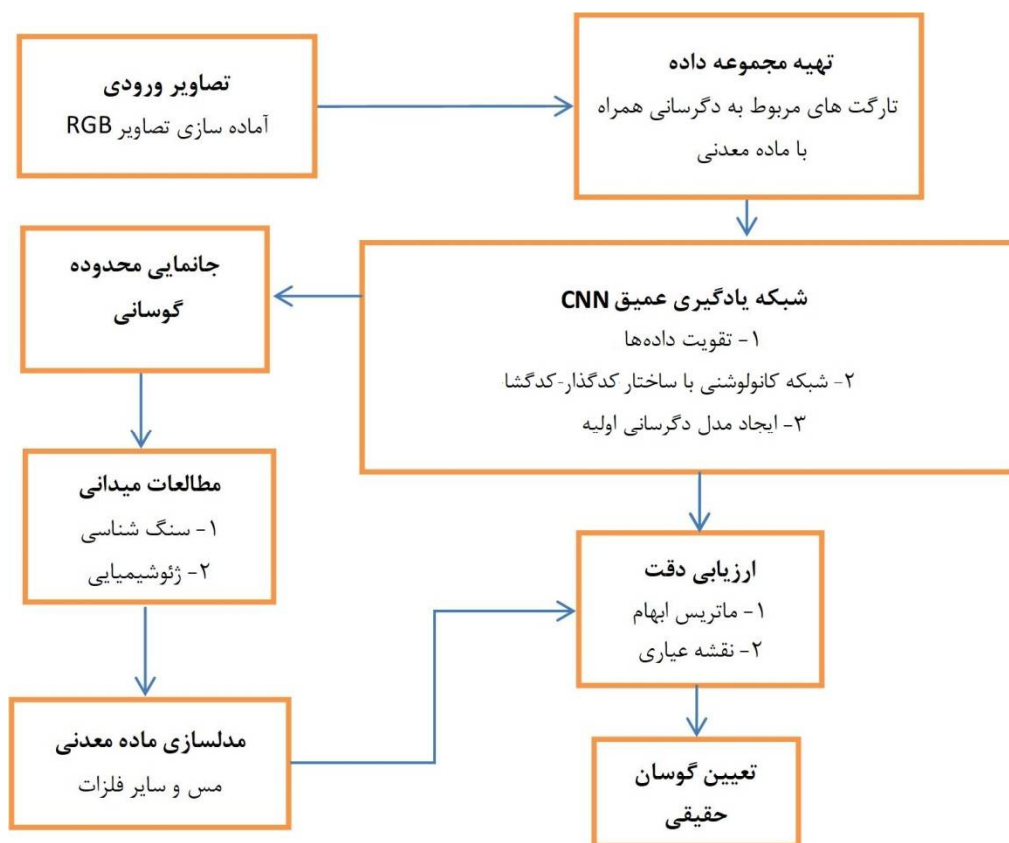 تصاویر ورودی
آماده سازی تصاویر RGB
تهیه مجموعه داده
تارگت های مربوط به دگرسانی همراه
با ماده معدنی
شبکه یادگیری عمیق CNN
۱- تقویت داده‌ها
۲- شبکه کانولوشنی با ساختار کدگذار-کدگشا
۳- ایجاد مدل دگرسانی اولیه
جانمایی محدوده
گوسانی
مطالعات میدانی
۱- سنگ شناسی
۲- ژئوشیمیایی
مدلسازی ماده معدنی
مس و سایر فلزات
ارزیابی دقت
۱- ماتریس ابهام
۲- نقشه عیاری
تعیین گوسان
حقیقی